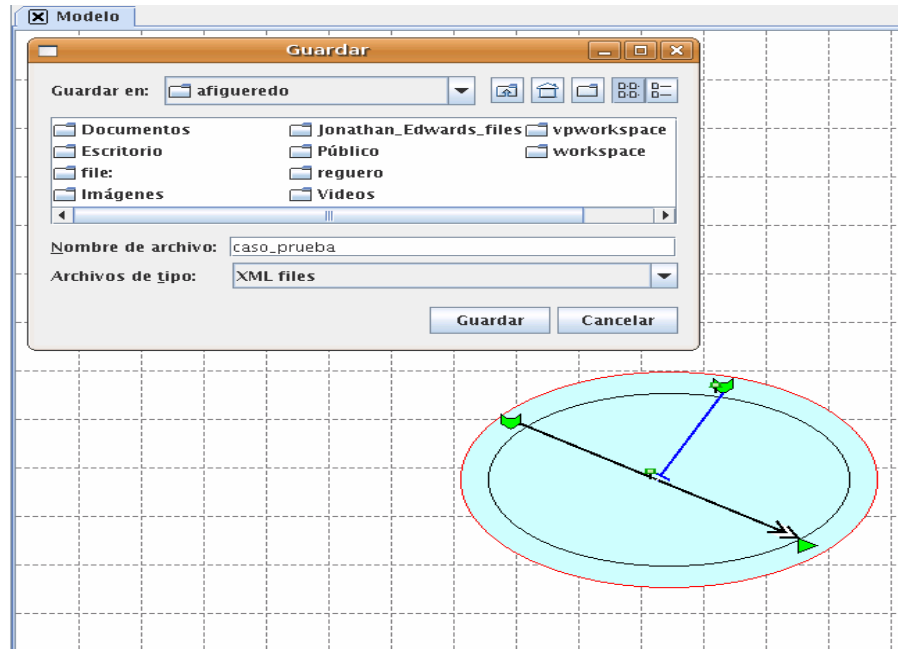 Modelo
Guardar
Guardar en: afigueredo
Documentos Jonathan_Edwards_files vpworkspace
Escritorio Público workspace
file: reguero
Imágenes Videos
Nombre de archivo: caso_prueba
Archivos de tipo: XML files
Guardar Cancelar